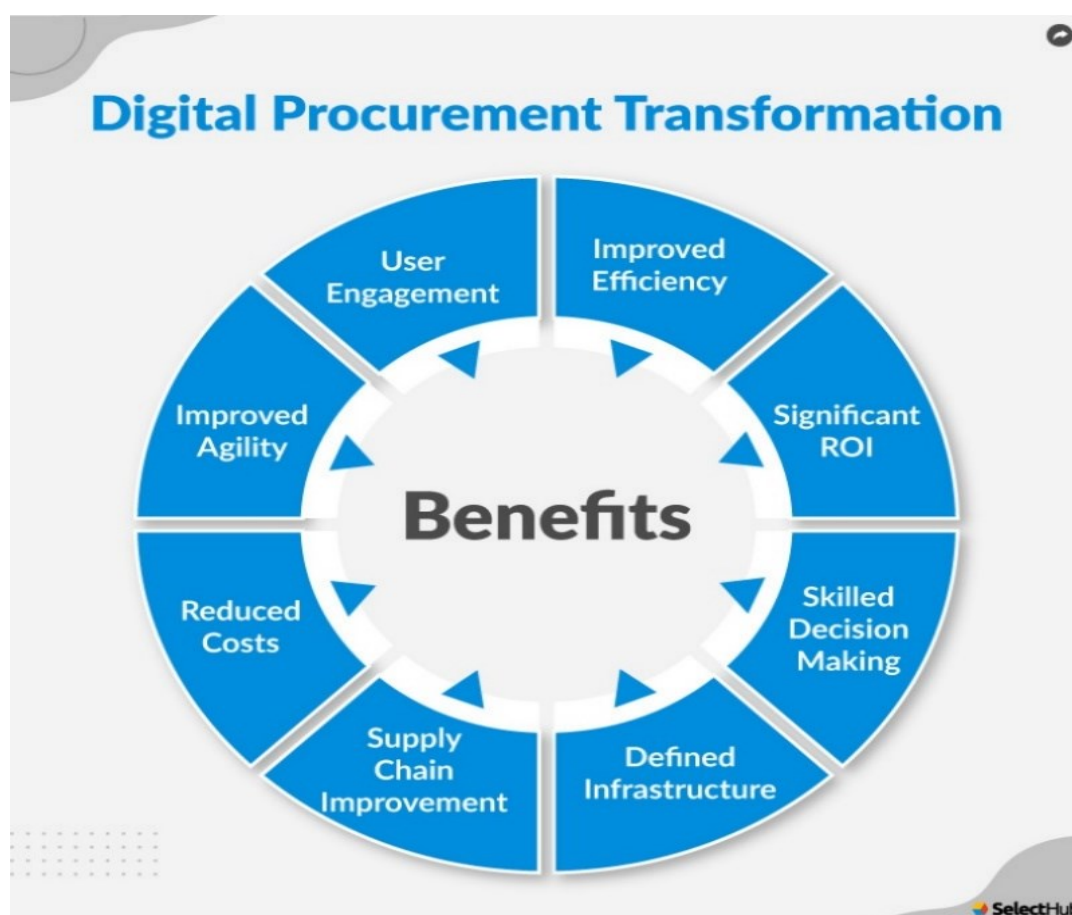 Digital Procurement Transformation
User
Engagement
Improved
Efficiency
Improved
Agility
Significant
ROI
Benefits
Reduced
Costs
Skilled
Decision
Making
Supply
Chain
Improvement
Defined
Infrastructure
SelectHub